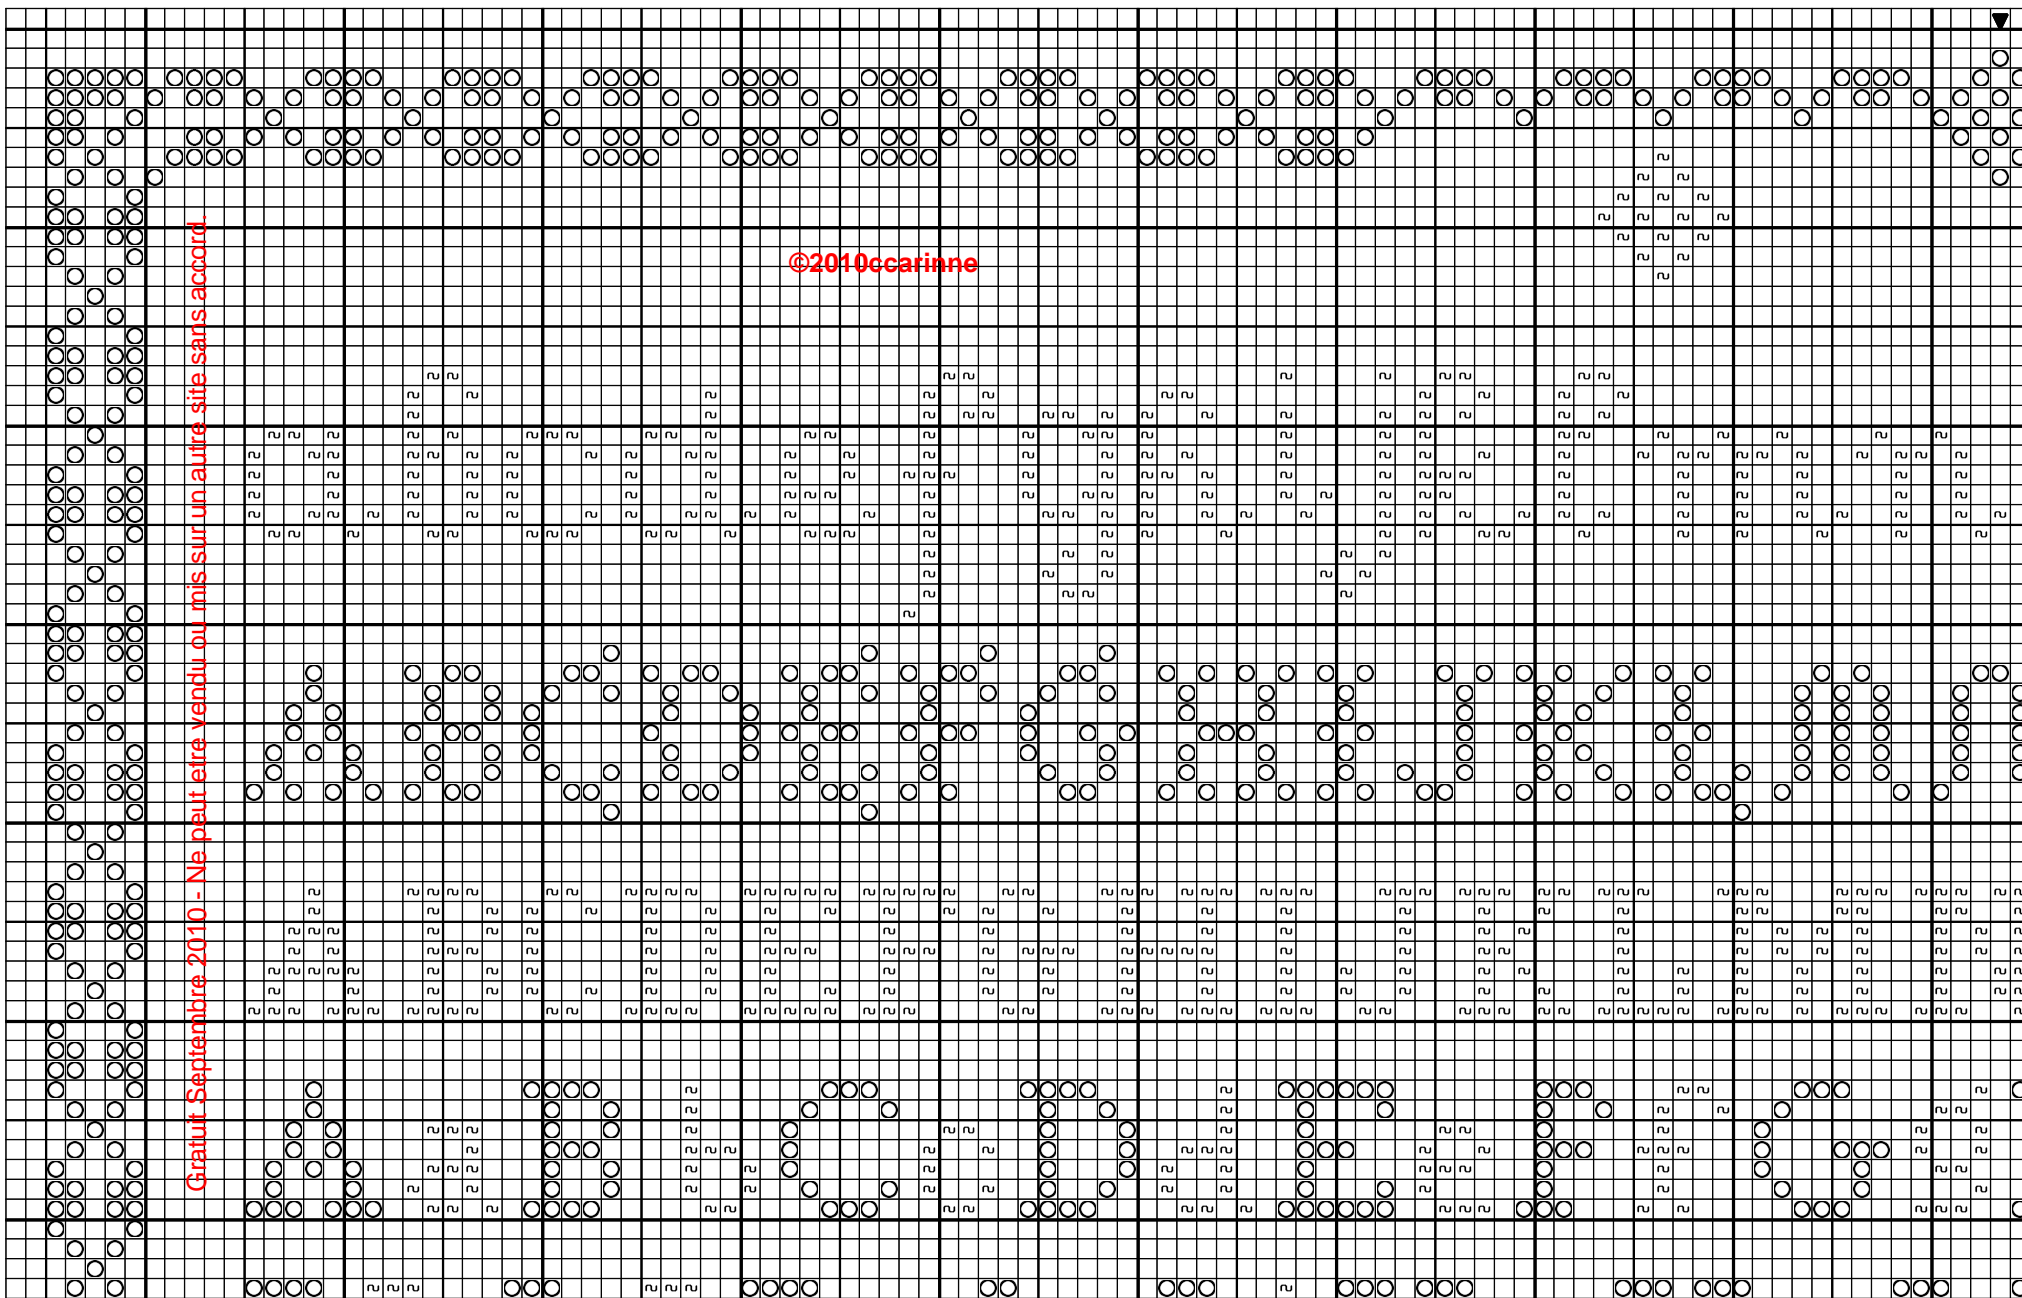 ©2010ccarinne
Gratuit Septembre 2010 - Ne peut etre vendu ou mis sur un autre site sans accord.
a b c d e f g h i j k l m n
A B C D E F G H I J K L M
A B C D E F G H I J K L M
A a B b C c D d E e F f G g